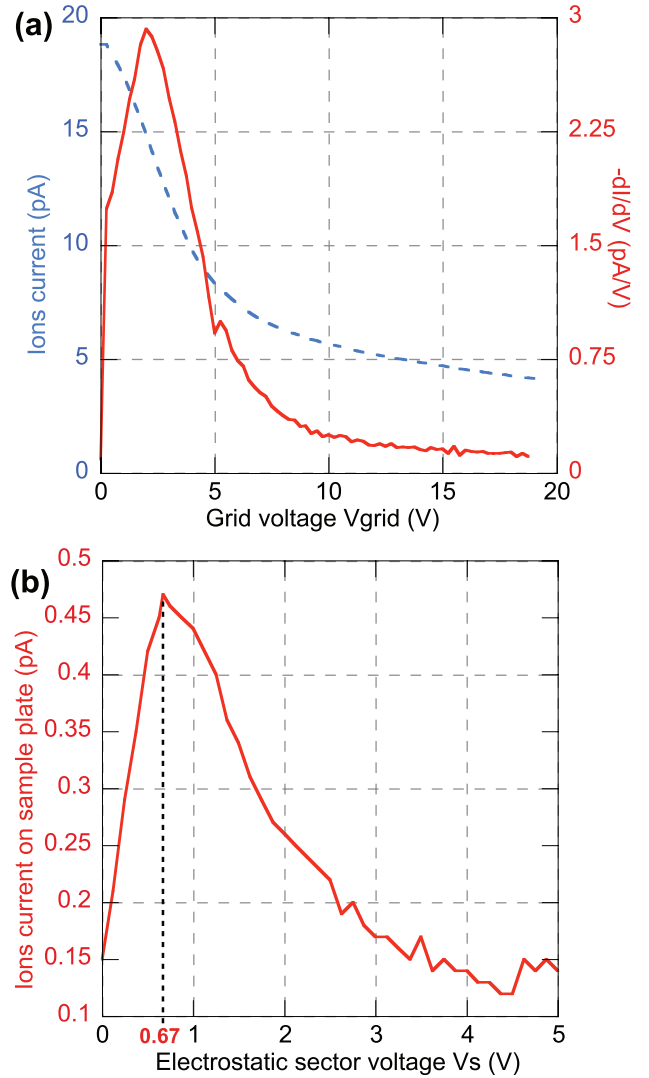 (a)
20
15
10
5
0
Ions current (pA)
3
2.25
1.5
0.75
0
-dI/dV (pA/V)
0 5 10 15 20
Grid voltage Vgrid (V)
(b)
0.5
0.45
0.4
0.35
0.3
0.25
0.2
0.15
0.1
Ions current on sample plate (pA)
0 0.67 1 2 3 4 5
Electrostatic sector voltage Vs (V)